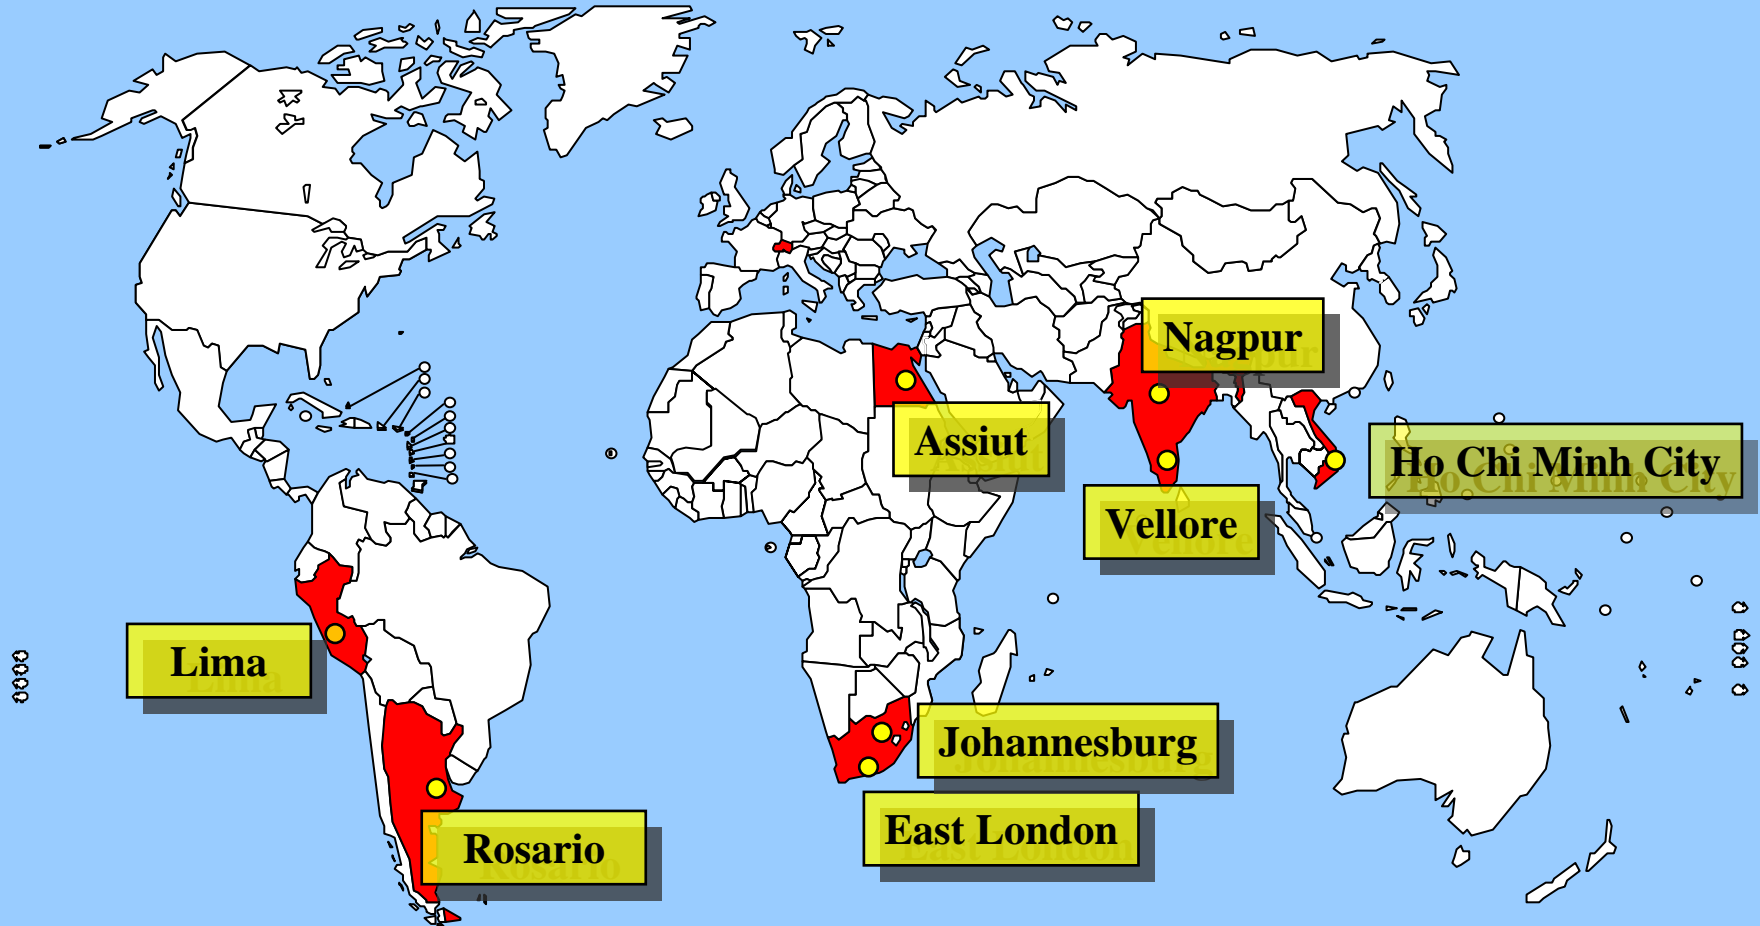 Nagpur
Assiut
Ho Chi Minh City
Vellore
Lima
Johannesburg
East London
Rosario